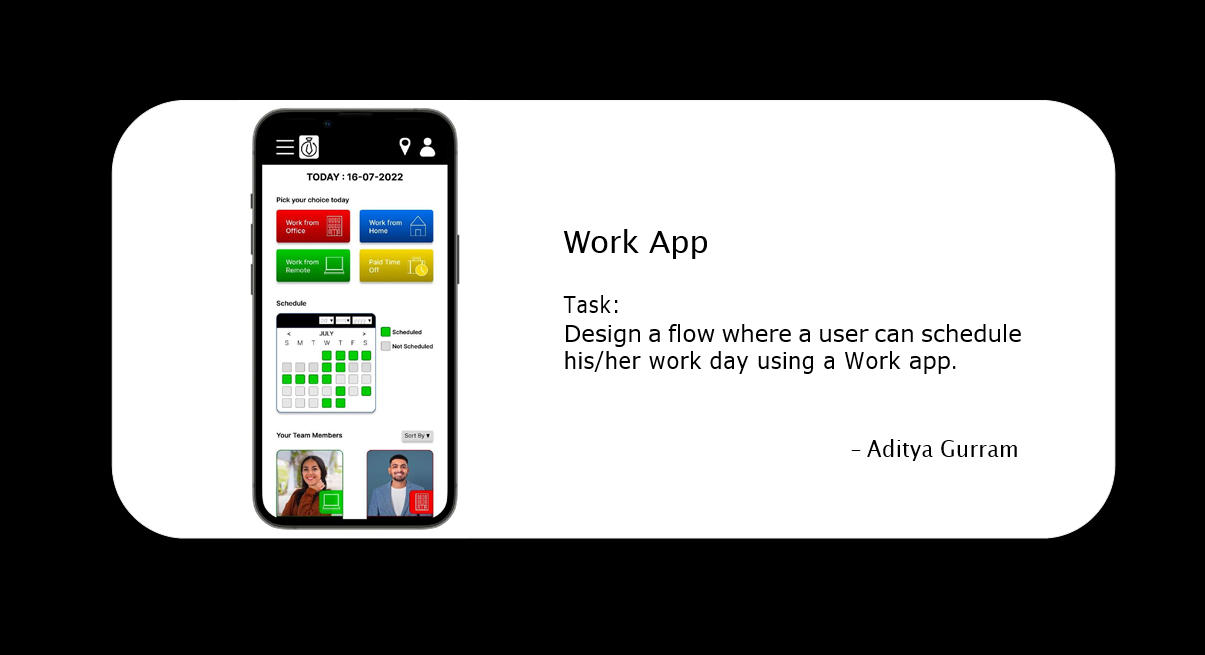 TODAY : 16-07-2022
Pick your choice today
Work from
Office
Work from
Home
Work from
Remote
Paid Time
Off
Schedule
< JULY >
S M T W T F S
Scheduled
Not Scheduled
Your Team Members
Sort By ▼
Work App
Task:
Design a flow where a user can schedule
his/her work day using a Work app.
– Aditya Gurram